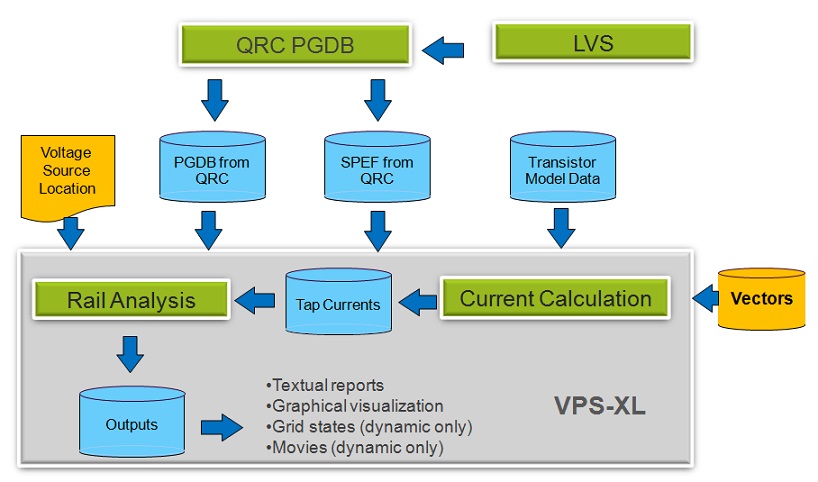 QRC PGDB
LVS
Voltage
Source
Location
PGDB from
QRC
SPEF from
QRC
Transistor
Model Data
Rail Analysis
Tap Currents
Current Calculation
Vectors
Outputs
•Textual reports
•Graphical visualization
•Grid states (dynamic only)
•Movies (dynamic only)
VPS-XL